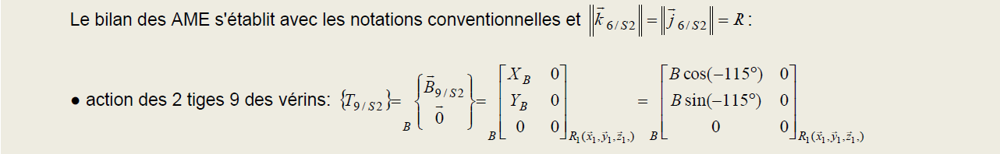 Le bilan des AME s'établit avec les notations conventionnelles et ‖k⃗ 6/S2‖ = ‖j⃗ 6/S2‖ = R :
● action des 2 tiges 9 des vérins: {T9/S2} = B { B⃗9/S2 0⃗ } = B [ XB 0 YB 0 0 0 ] R1(x⃗1,y⃗1,z⃗1,) = B [ B cos(−115°) 0 B sin(−115°) 0 0 0 ] R1(x⃗1,y⃗1,z⃗1,)